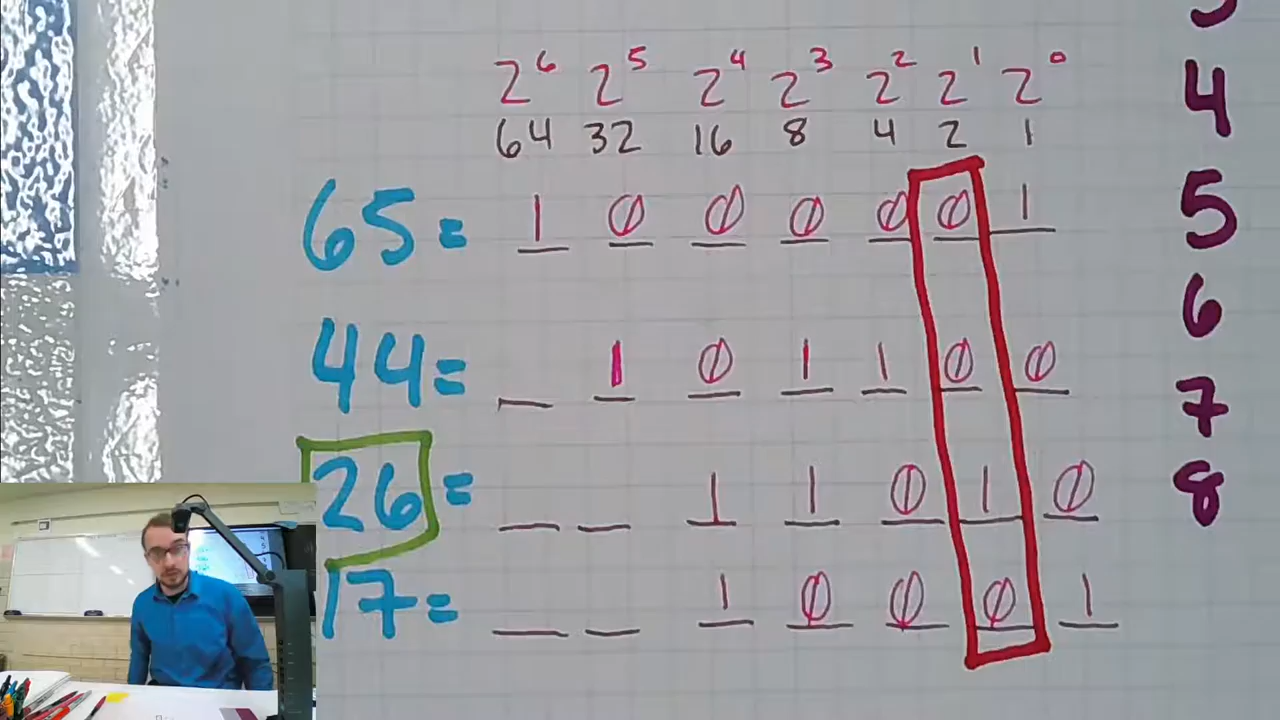 2⁶ 2⁵ 2⁴ 2³ 2² 2¹ 2⁰
64 32 16 8 4 2 1
65 = 1 0 0 0 0 0 1
44 = _ 1 0 1 1 0 0
26 = _ _ 1 1 0 1 0
17 = _ _ 1 0 0 0 1
4
5
6
7
8